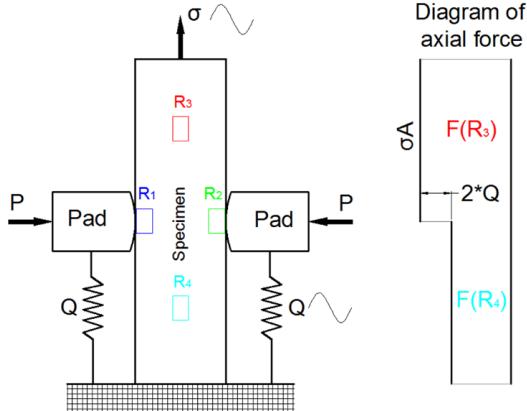 σ
Diagram of
axial force
R₃
F(R₃)
σA
R₁
R₂
2*Q
P
Pad
Specimen
Pad
P
R₄
Q
Q
F(R₄)